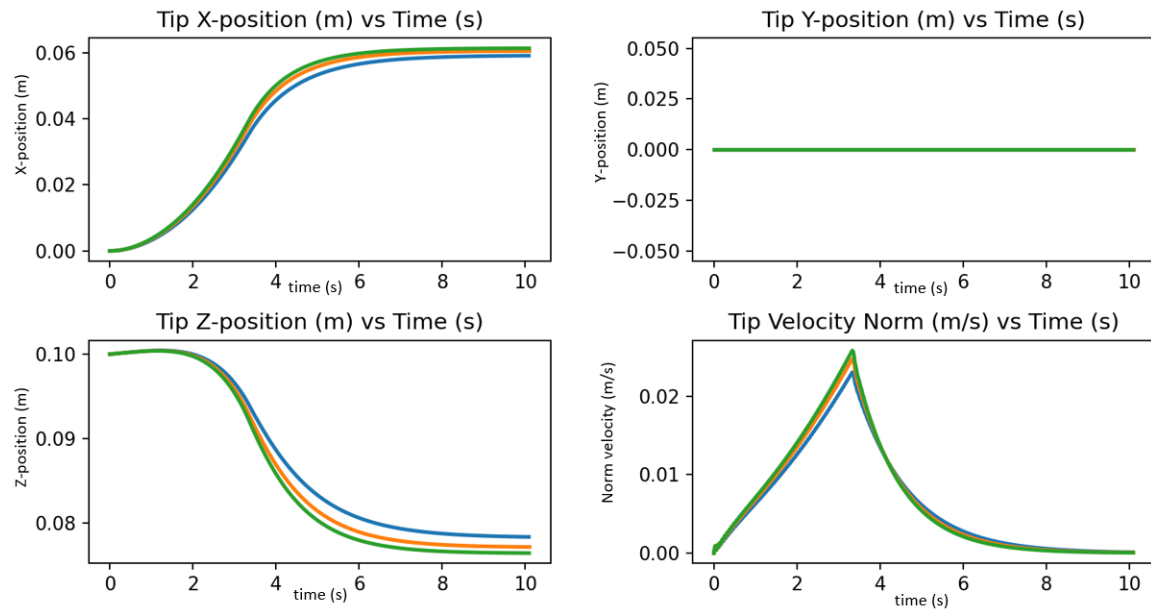 Tip X-position (m) vs Time (s)
X-position (m)
0.06
0.04
0.02
0.00
0 2 4 6 8 10
time (s)
Tip Y-position (m) vs Time (s)
Y-position (m)
0.050
0.025
0.000
−0.025
−0.050
0 2 4 6 8 10
time (s)
Tip Z-position (m) vs Time (s)
Z-position (m)
0.10
0.09
0.08
0 2 4 6 8 10
time (s)
Tip Velocity Norm (m/s) vs Time (s)
Norm velocity (m/s)
0.02
0.01
0.00
0 2 4 6 8 10
time (s)